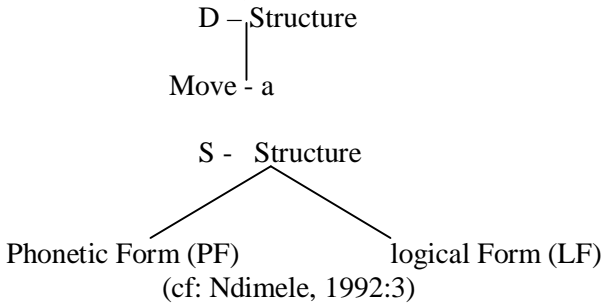 D – Structure
Move - a
S - Structure
Phonetic Form (PF) logical Form (LF)
(cf: Ndimele, 1992:3)